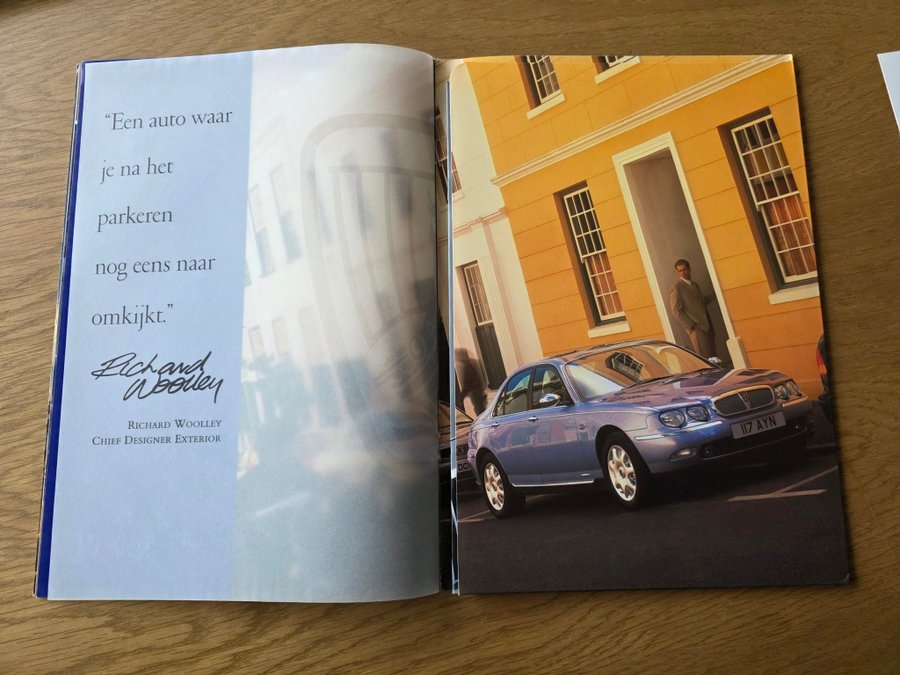 “Een auto waar
je na het
parkeren
nog eens naar
omkijkt.”
Richard
Woolley
Richard Woolley
Chief Designer Exterior
117 AYN